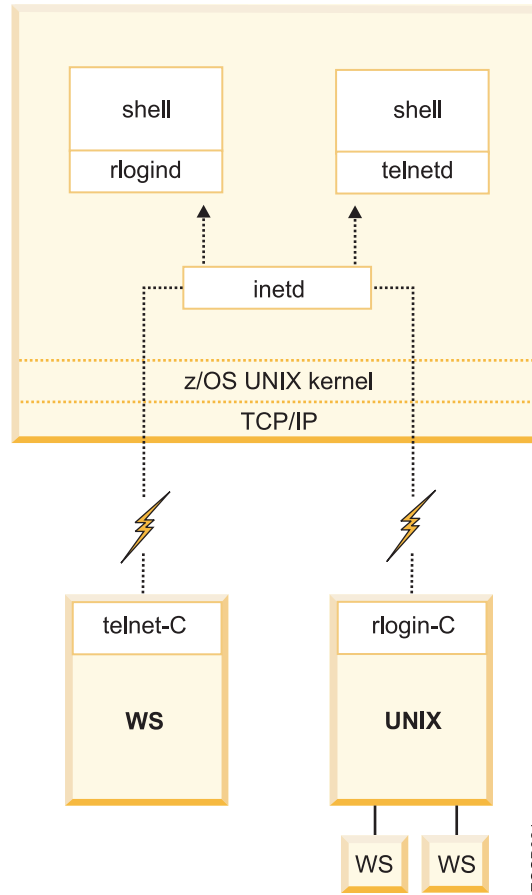 shell
shell
rlogind
telnetd
inetd
z/OS UNIX kernel
TCP/IP
telnet-C
rlogin-C
WS
UNIX
WS
WS